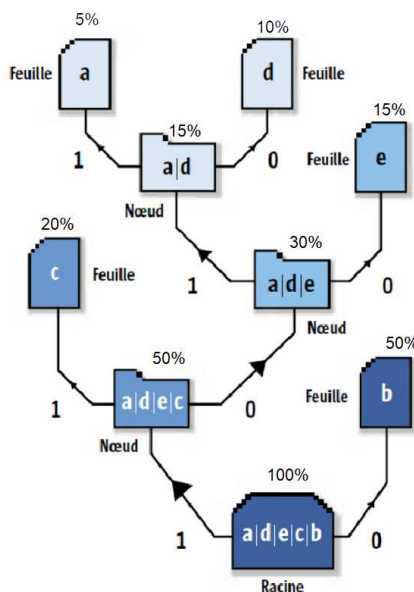 5% 10%
Feuille a d Feuille
15% 15%
1 a|d 0 Feuille e
Nœud
20% 30%
c Feuille 1 a|d|e 0
Nœud
50% 50%
1 a|d|e|c 0 Feuille b
Nœud
100%
1 a|d|e|c|b 0
Racine